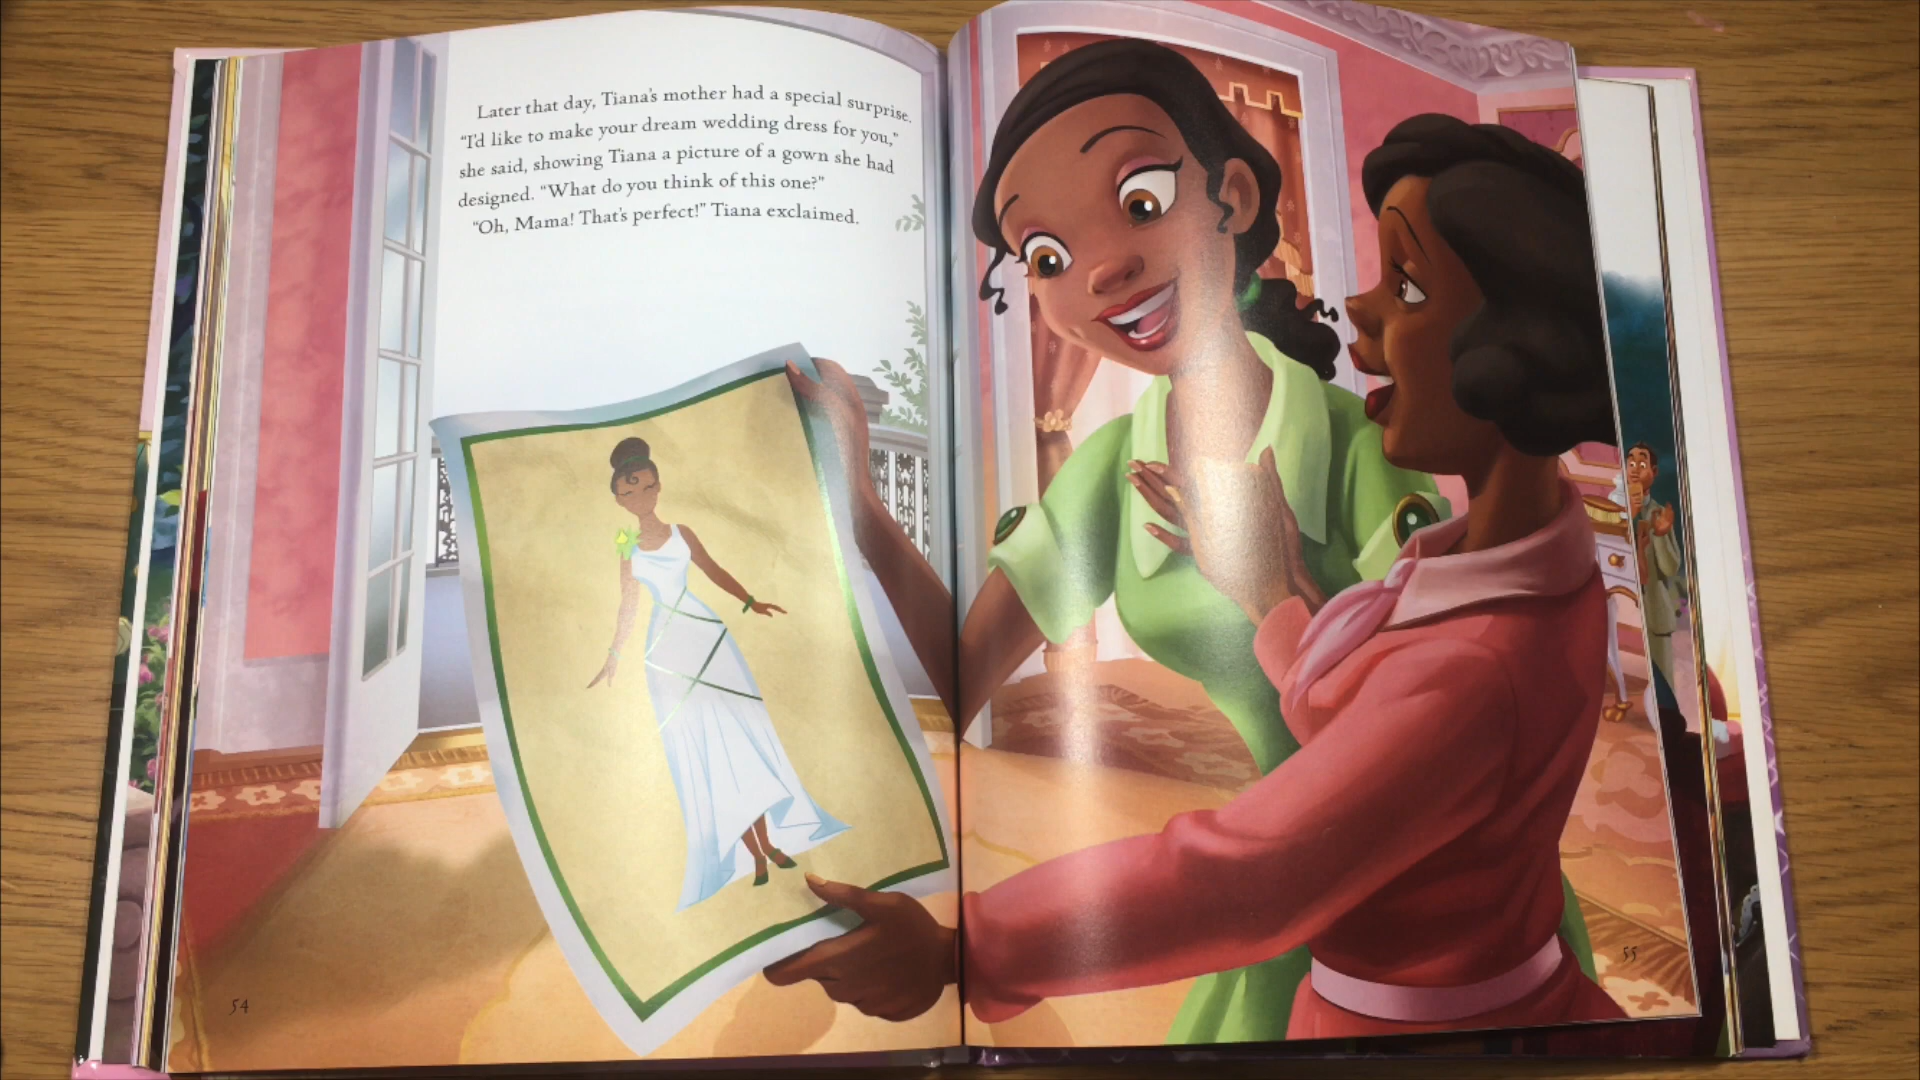 Later that day, Tiana's mother had a special surprise.
"I'd like to make your dream wedding dress for you,"
she said, showing Tiana a picture of a gown she had
designed. "What do you think of this one?"
"Oh, Mama! That's perfect!" Tiana exclaimed.
54
55